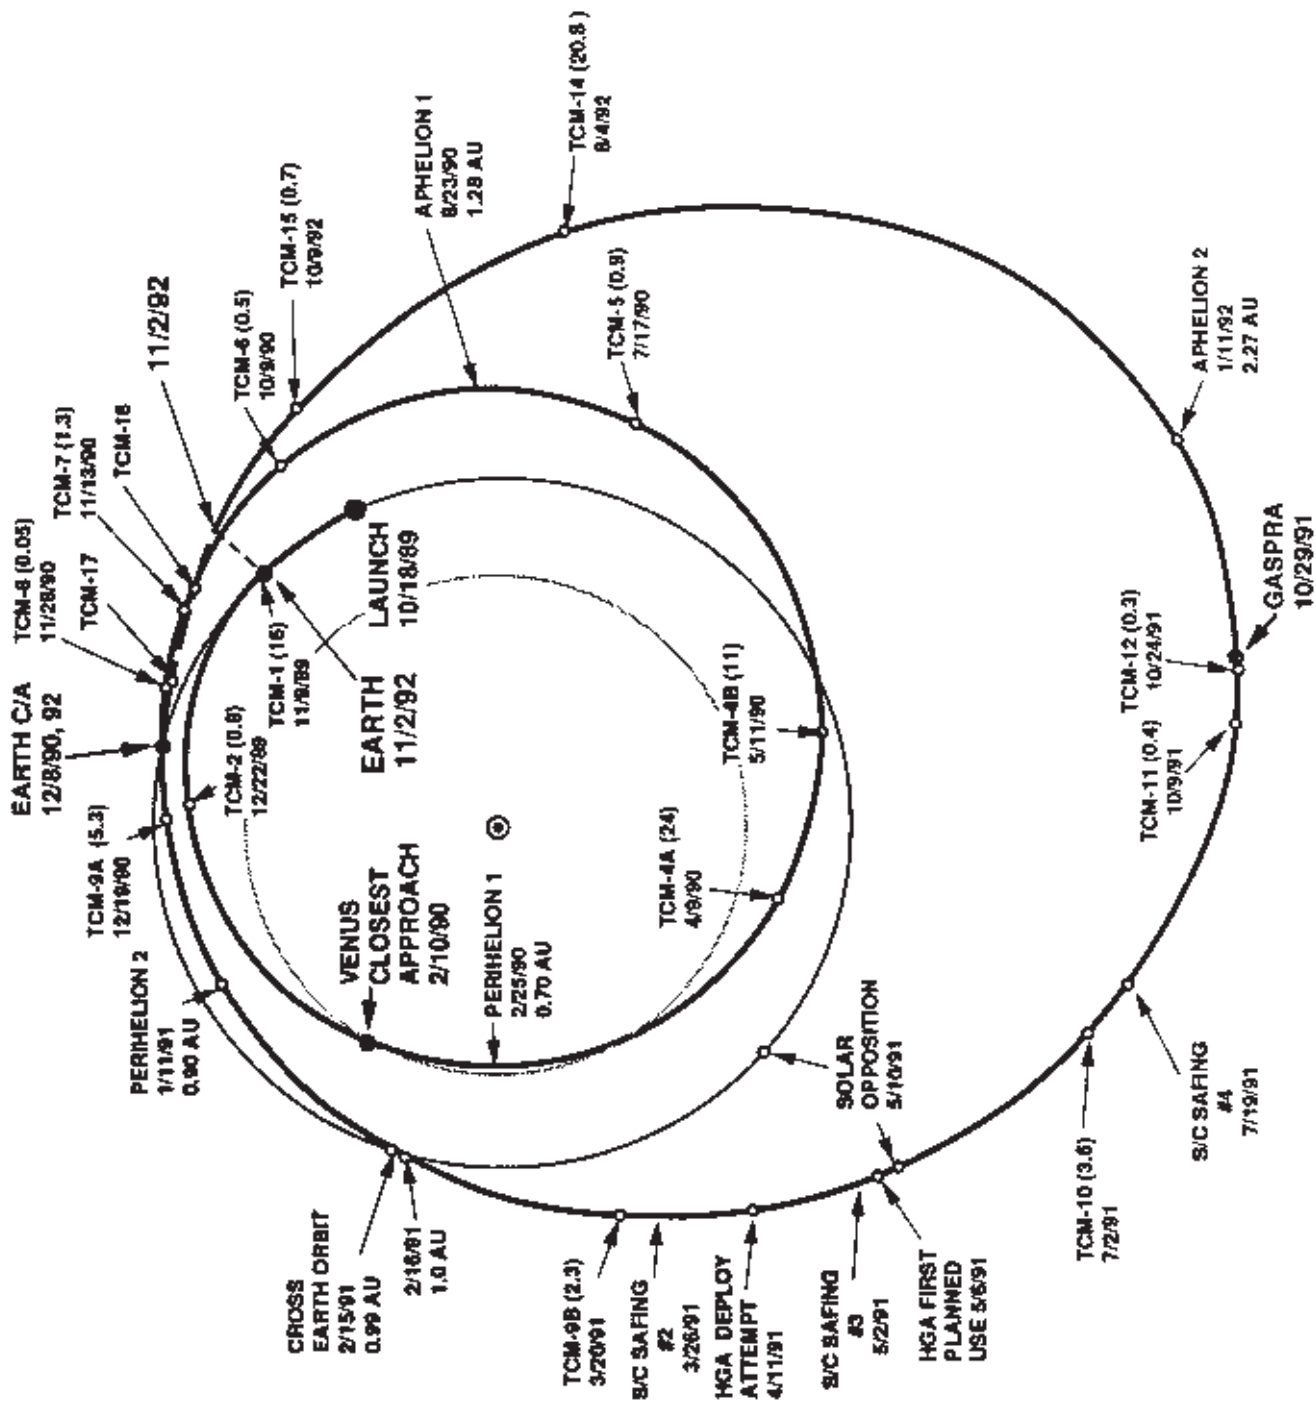 EARTH C/A
12/8/90, 92
TCM-8 (0.05)
11/28/90
TCM-17
TCM-7 (1.3)
11/13/90
TCM-16
11/2/92
TCM-6 (0.5)
10/9/90
TCM-15 (0.7)
10/9/92
APHELION 1
8/23/90
1.28 AU
TCM-14 (20.8)
8/4/92
TCM-9A (5.3)
12/19/90
TCM-2 (0.8)
12/22/89
TCM-1 (16)
11/9/89
LAUNCH
10/18/89
EARTH
11/2/92
TCM-5 (0.9)
7/17/90
PERIHELION 2
1/11/91
0.90 AU
VENUS
CLOSEST
APPROACH
2/10/90
PERIHELION 1
2/25/90
0.70 AU
TCM-4A (24)
4/9/90
TCM-4B (11)
5/11/90
CROSS
EARTH ORBIT
2/15/91
0.99 AU
2/16/91
1.0 AU
TCM-9B (2.3)
3/20/91
S/C SAFING
#2
3/26/91
HGA DEPLOY
ATTEMPT
4/11/91
S/C SAFING
#3
5/2/91
HGA FIRST
PLANNED
USE 5/6/91
SOLAR
OPPOSITION
5/10/91
TCM-10 (3.6)
7/2/91
S/C SAFING
#4
7/19/91
TCM-11 (0.4)
10/9/91
TCM-12 (0.3)
10/24/91
GASPRA
10/29/91
APHELION 2
1/11/92
2.27 AU